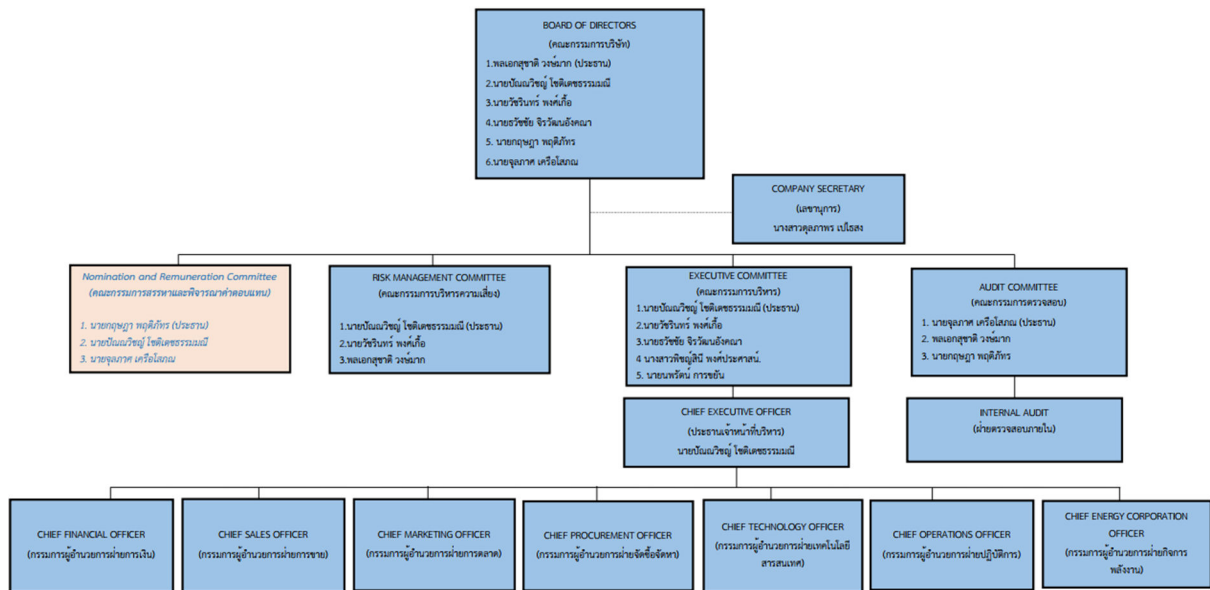 BOARD OF DIRECTORS
(คณะกรรมการบริษัท)
1.พลเอกสุชาติ วงษ์มาก (ประธาน)
2.นายปัณณวิชญ์ โชติเตชธรรมมณี
3.นายวัชรินทร์ พงศ์เกื้อ
4.นายธวัชชัย จิรวัฒนอังคณา
5. นายกฤษฎา พฤติภัทร
6.นายจุลภาศ เครือโสภณ
COMPANY SECRETARY
(เลขานุการ)
นางสาวตุลภาพร เปไธสง
Nomination and Remuneration Committee
(คณะกรรมการสรรหาและพิจารณาค่าตอบแทน)
1. นายกฤษฎา พฤติภัทร (ประธาน)
2. นายปัณณวิชญ์ โชติเตชธรรมมณี
3. นายจุลภาศ เครือโสภณ
RISK MANAGEMENT COMMITTEE
(คณะกรรมการบริหารความเสี่ยง)
1.นายปัณณวิชญ์ โชติเตชธรรมมณี (ประธาน)
2.นายวัชรินทร์ พงศ์เกื้อ
3.พลเอกสุชาติ วงษ์มาก
EXECUTIVE COMMITTEE
(คณะกรรมการบริหาร)
1.นายปัณณวิชญ์ โชติเตชธรรมมณี (ประธาน)
2.นายวัชรินทร์ พงศ์เกื้อ
3.นายธวัชชัย จิรวัฒนอังคณา
4 นางสาวพิชญ์สินี พงศ์ประศาสน์.
5. นายนพรัตน์ การขยัน
AUDIT COMMITTEE
(คณะกรรมการตรวจสอบ)
1. นายจุลภาศ เครือโสภณ (ประธาน)
2. พลเอกสุชาติ วงษ์มาก
3. นายกฤษฎา พฤติภัทร
CHIEF EXECUTIVE OFFICER
(ประธานเจ้าหน้าที่บริหาร)
นายปัณณวิชญ์ โชติเตชธรรมมณี
INTERNAL AUDIT
(ฝ่ายตรวจสอบภายใน)
CHIEF FINANCIAL OFFICER
(กรรมการผู้อำนวยการฝ่ายการเงิน)
CHIEF SALES OFFICER
(กรรมการผู้อำนวยการฝ่ายการขาย)
CHIEF MARKETING OFFICER
(กรรมการผู้อำนวยการฝ่ายการตลาด)
CHIEF PROCUREMENT OFFICER
(กรรมการผู้อำนวยการฝ่ายจัดซื้อจัดหา)
CHIEF TECHNOLOGY OFFICER
(กรรมการผู้อำนวยการฝ่ายเทคโนโลยี
สารสนเทศ)
CHIEF OPERATIONS OFFICER
(กรรมการผู้อำนวยการฝ่ายปฏิบัติการ)
CHIEF ENERGY CORPORATION
OFFICER
(กรรมการผู้อำนวยการฝ่ายกิจการ
พลังงาน)